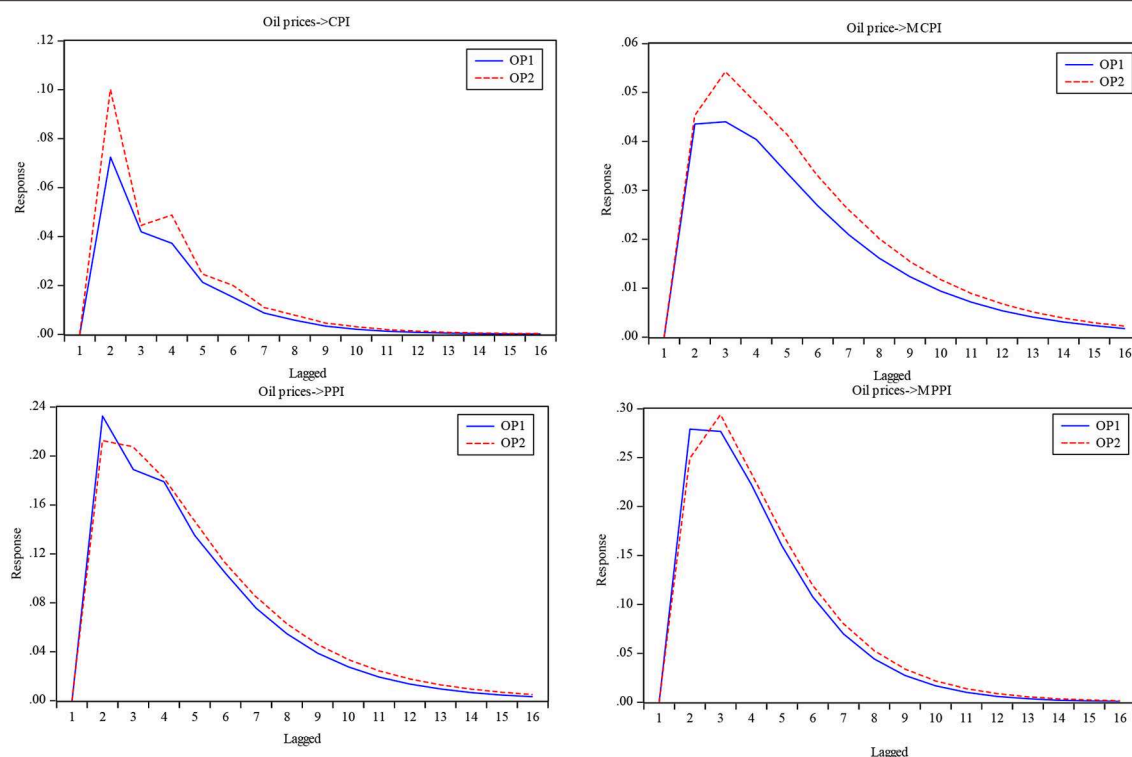 Oil prices->CPI
.12
.10
.08
.06
.04
.02
.00
Response
OP1
OP2
1 2 3 4 5 6 7 8 9 10 11 12 13 14 15 16
Lagged
Oil price->MCPI
.06
.05
.04
.03
.02
.01
.00
Response
OP1
OP2
1 2 3 4 5 6 7 8 9 10 11 12 13 14 15 16
Lagged
Oil prices->PPI
.24
.20
.16
.12
.08
.04
.00
Response
OP1
OP2
1 2 3 4 5 6 7 8 9 10 11 12 13 14 15 16
Lagged
Oil prices->MPPI
.30
.25
.20
.15
.10
.05
.00
Response
OP1
OP2
1 2 3 4 5 6 7 8 9 10 11 12 13 14 15 16
Lagged